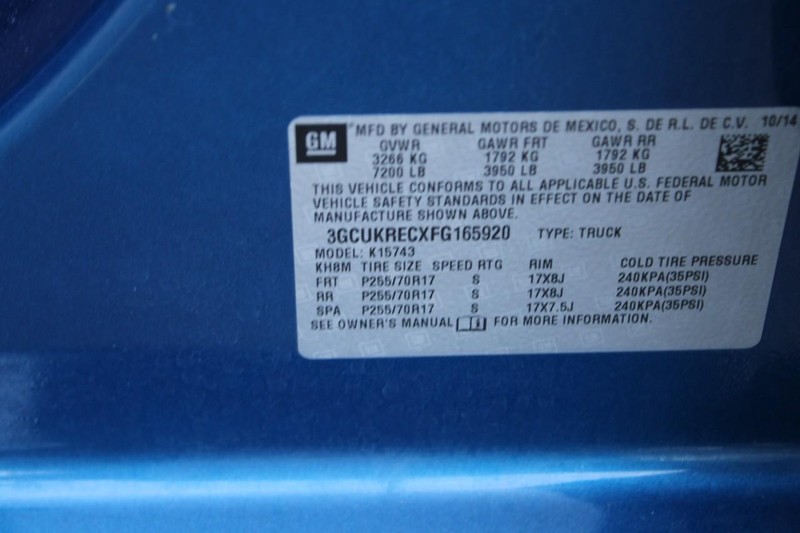 GM
MFD BY GENERAL MOTORS DE MEXICO, S. DE R.L. DE C.V. 10/14
GVWR GAWR FRT GAWR RR
3266 KG 1792 KG 1792 KG
7200 LB 3950 LB 3950 LB
THIS VEHICLE CONFORMS TO ALL APPLICABLE U.S. FEDERAL MOTOR
VEHICLE SAFETY STANDARDS IN EFFECT ON THE DATE OF
MANUFACTURE SHOWN ABOVE.
3GCUKRECXFG165920 TYPE: TRUCK
MODEL: K15743
KH8M TIRE SIZE SPEED RTG RIM COLD TIRE PRESSURE
FRT P255/70R17 S 17X8J 240KPA(35PSI)
RR P255/70R17 S 17X8J 240KPA(35PSI)
SPA P255/70R17 S 17X7.5J 240KPA(35PSI)
SEE OWNER'S MANUAL FOR MORE INFORMATION.